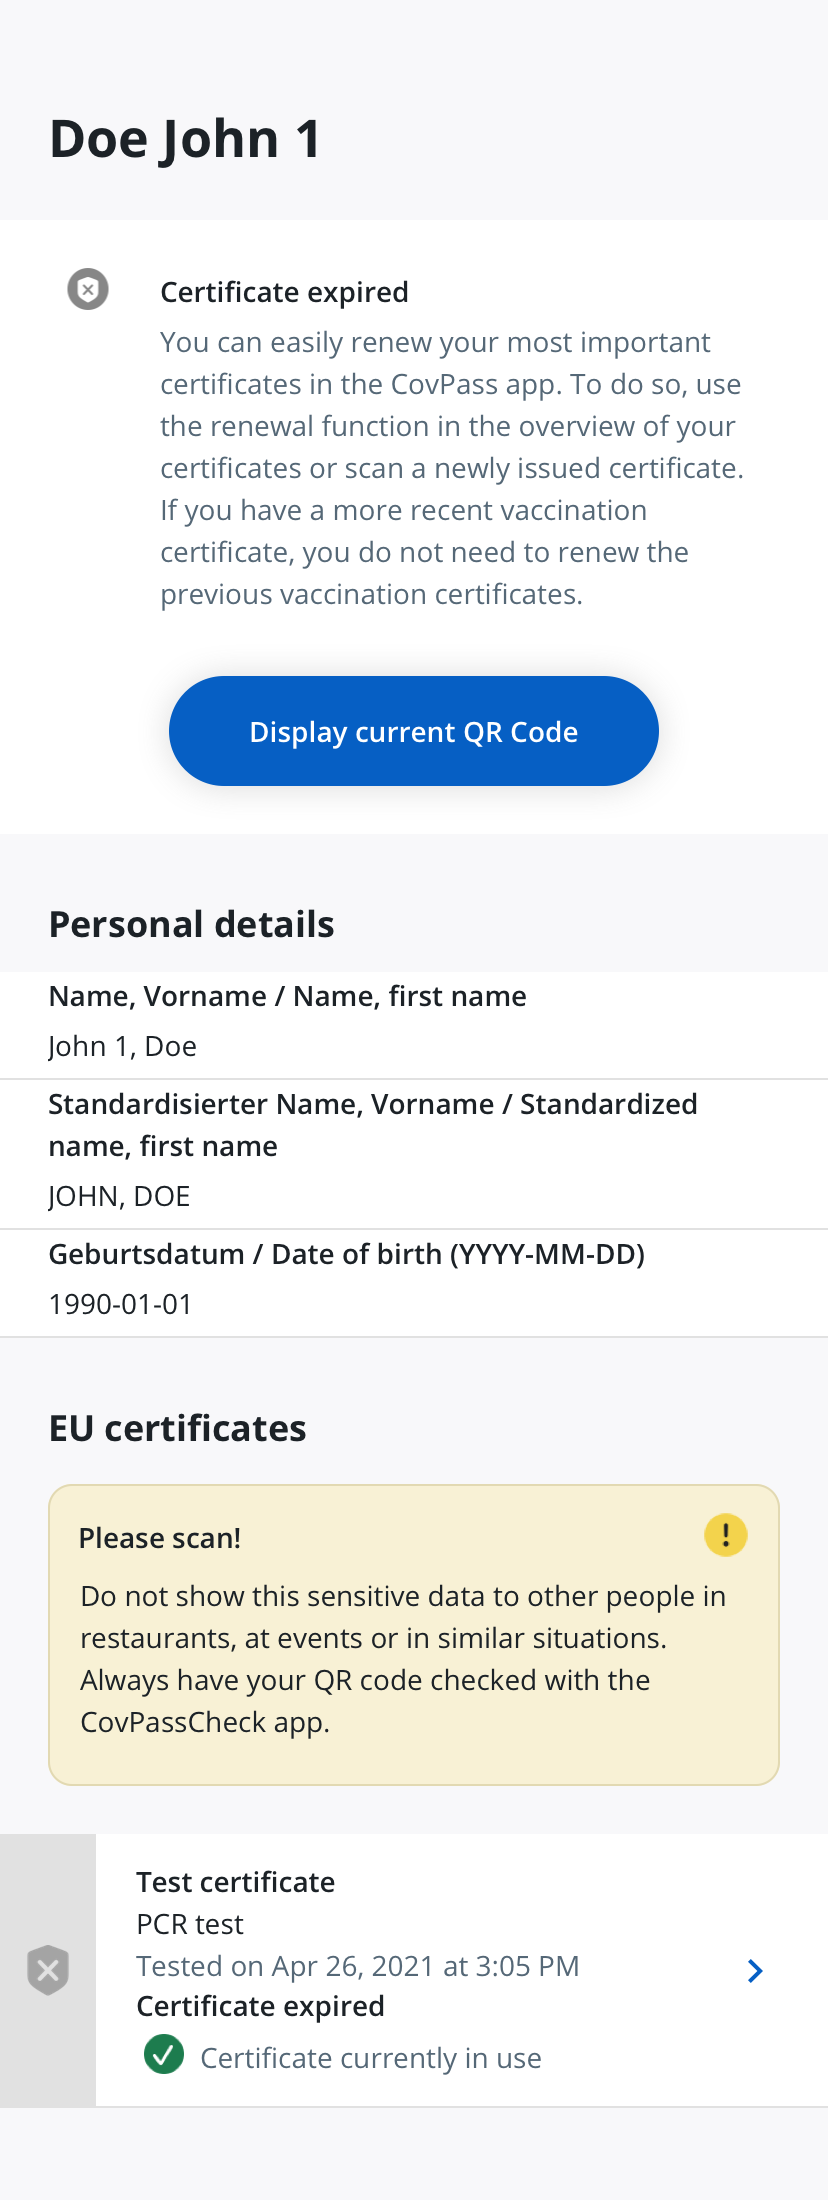 Doe John 1
Certificate expired
You can easily renew your most important
certificates in the CovPass app. To do so, use
the renewal function in the overview of your
certificates or scan a newly issued certificate.
If you have a more recent vaccination
certificate, you do not need to renew the
previous vaccination certificates.
Display current QR Code
Personal details
Name, Vorname / Name, first name
John 1, Doe
Standardisierter Name, Vorname / Standardized
name, first name
JOHN, DOE
Geburtsdatum / Date of birth (YYYY-MM-DD)
1990-01-01
EU certificates
Please scan!
Do not show this sensitive data to other people in
restaurants, at events or in similar situations.
Always have your QR code checked with the
CovPassCheck app.
Test certificate
PCR test
Tested on Apr 26, 2021 at 3:05 PM
Certificate expired
Certificate currently in use